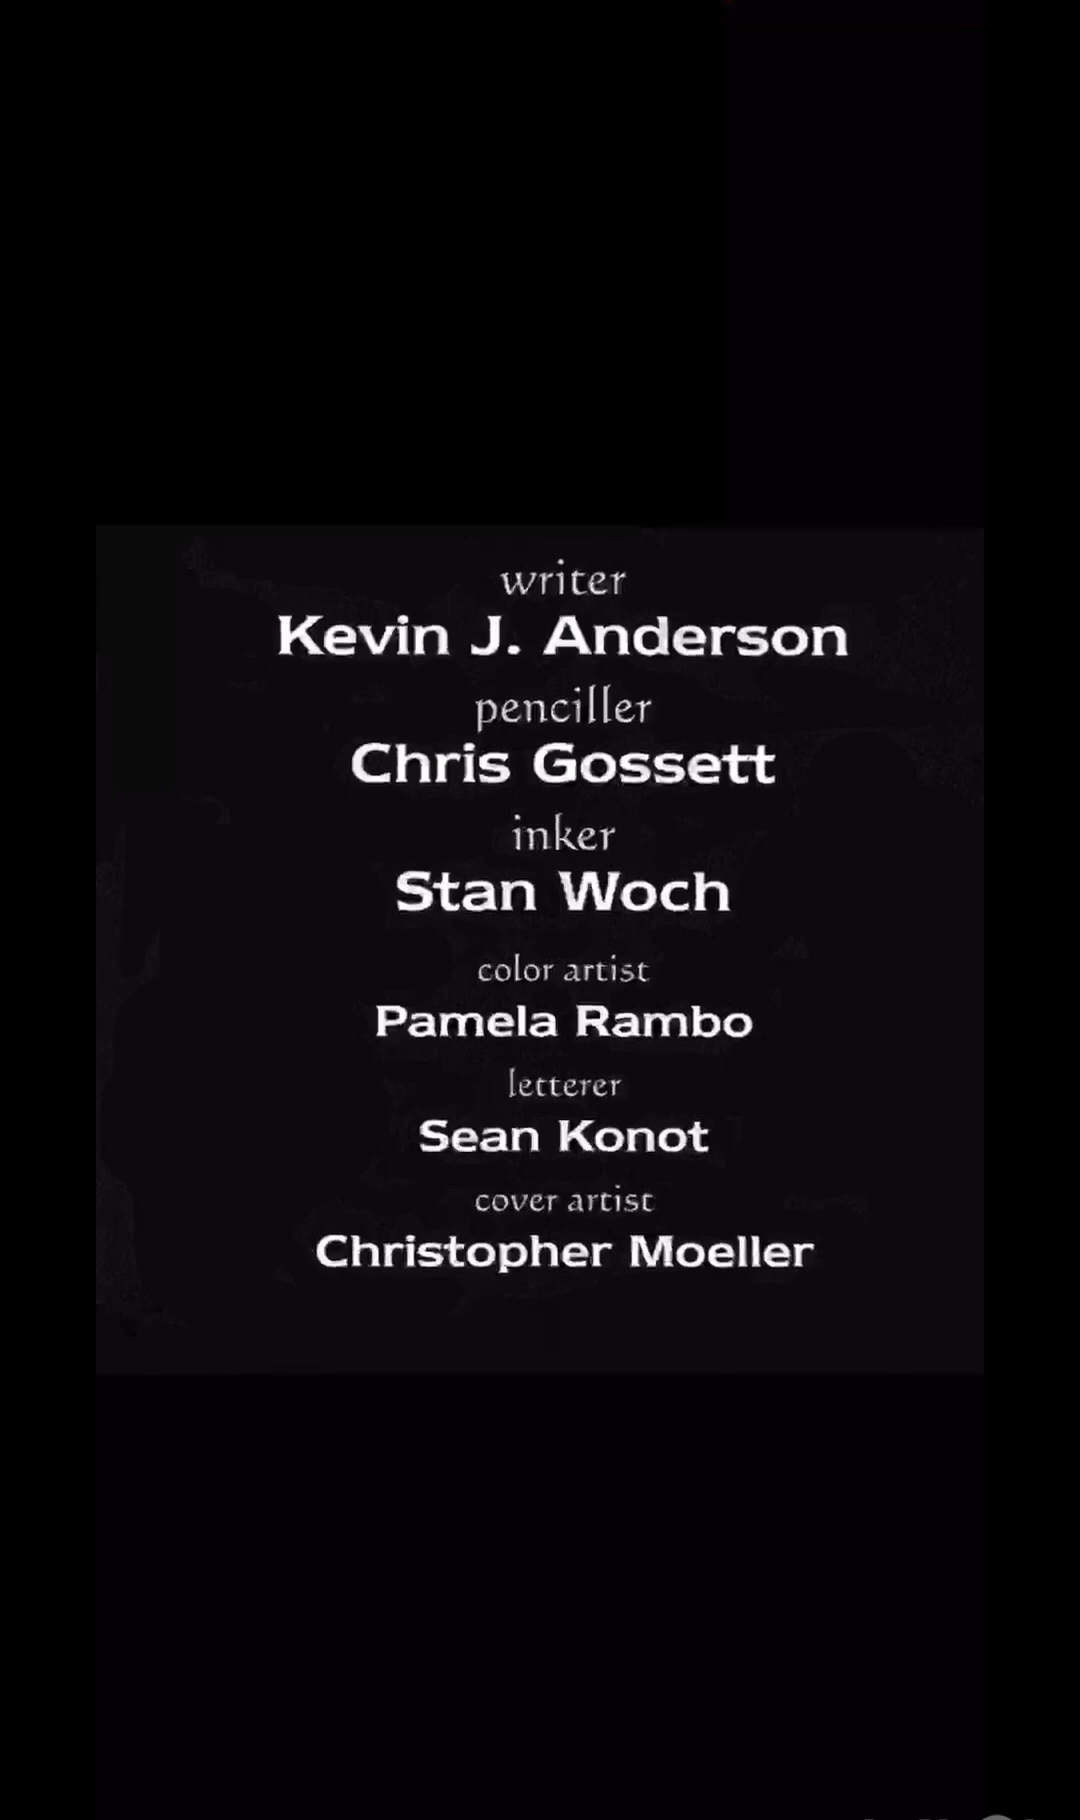 writer
Kevin J. Anderson
penciller
Chris Gossett
inker
Stan Woch
color artist
Pamela Rambo
letterer
Sean Konot
cover artist
Christopher Moeller